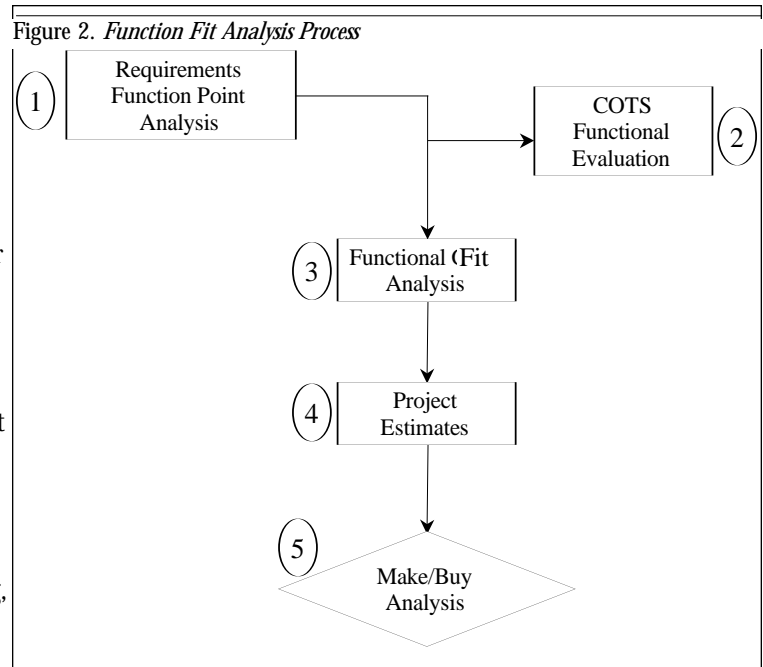 Figure 2. Function Fit Analysis Process
1
Requirements
Function Point
Analysis
COTS
Functional
Evaluation
2
3
Functional (Fit
Analysis
4
Project
Estimates
5
Make/Buy
Analysis